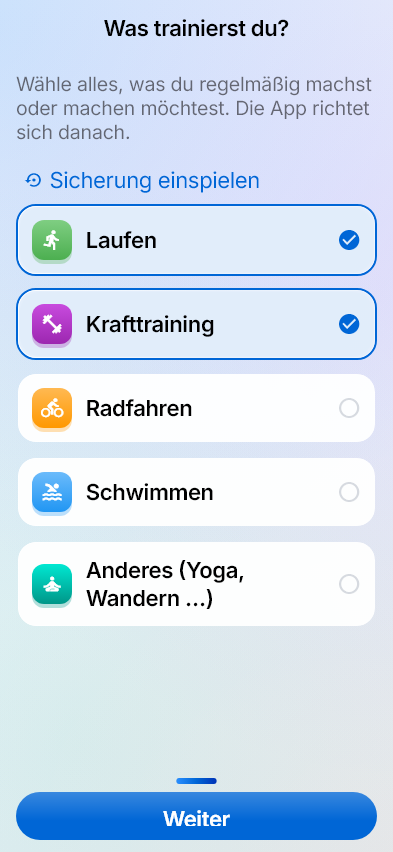 Was trainierst du?
Wähle alles, was du regelmäßig machst
oder machen möchtest. Die App richtet
sich danach.
Sicherung einspielen
Laufen
Krafttraining
Radfahren
Schwimmen
Anderes (Yoga,
Wandern ...)
Weiter